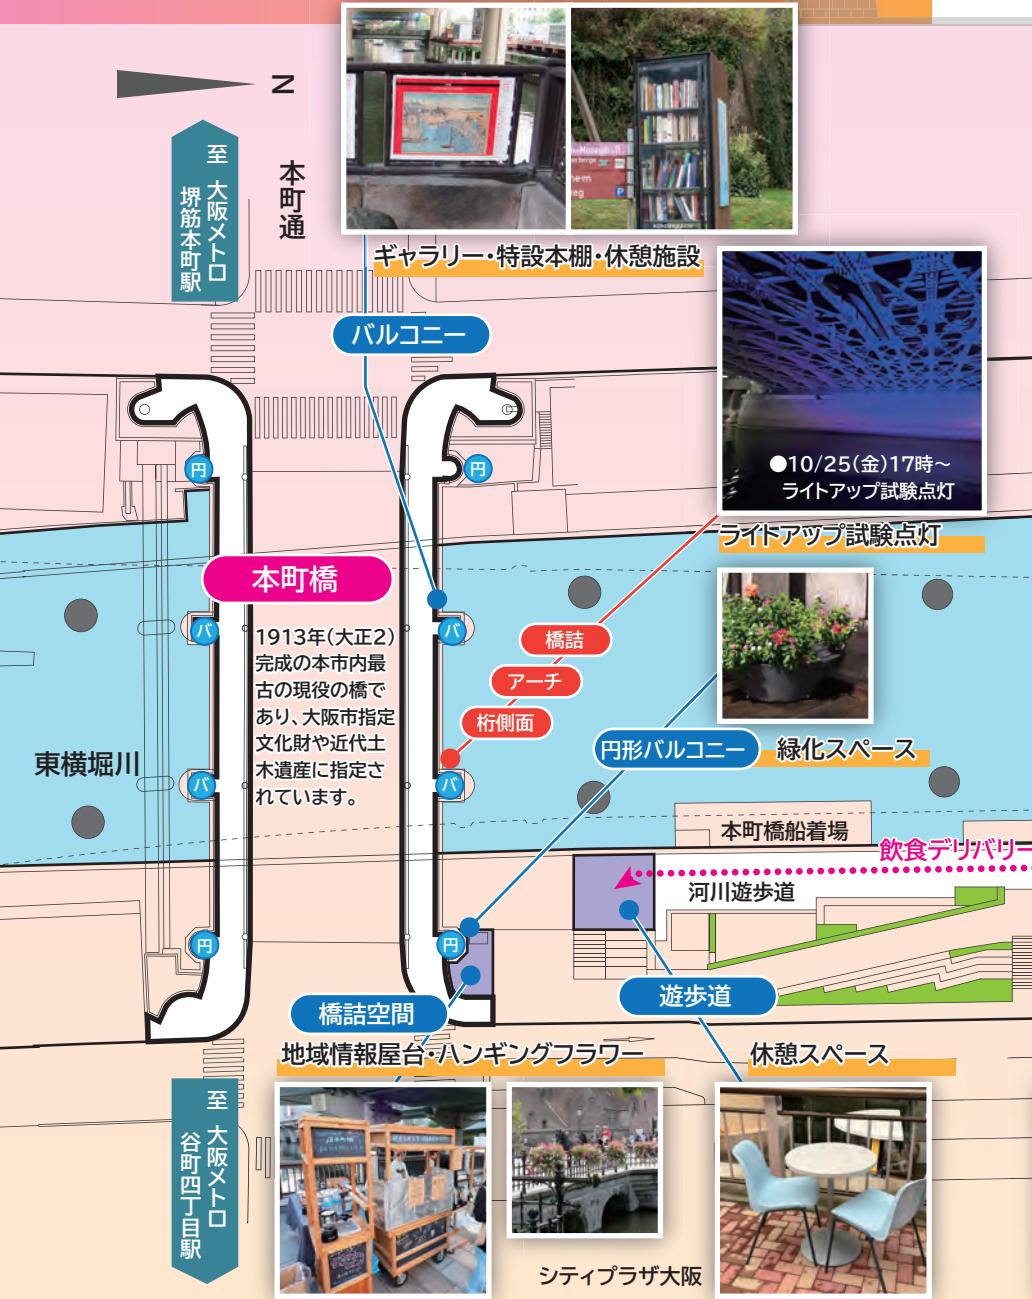 N
至 大阪メトロ
堺筋本町駅
本町通
ギャラリー・特設本棚・休憩施設
バルコニー
●10/25(金)17時~
ライトアップ試験点灯
ライトアップ試験点灯
円
円
本町橋
1913年(大正2)
完成の本市内最
古の現役の橋で
あり、大阪市指定
文化財や近代土
木遺産に指定さ
れています。
バ
バ
橋詰
アーチ
桁側面
東横堀川
バ
バ
円形バルコニー
緑化スペース
本町橋船着場
飲食デリバリー
河川遊歩道
円
円
橋詰空間
遊歩道
地域情報屋台・ハンギングフラワー
休憩スペース
至 大阪メトロ
谷町四丁目駅
シティプラザ大阪